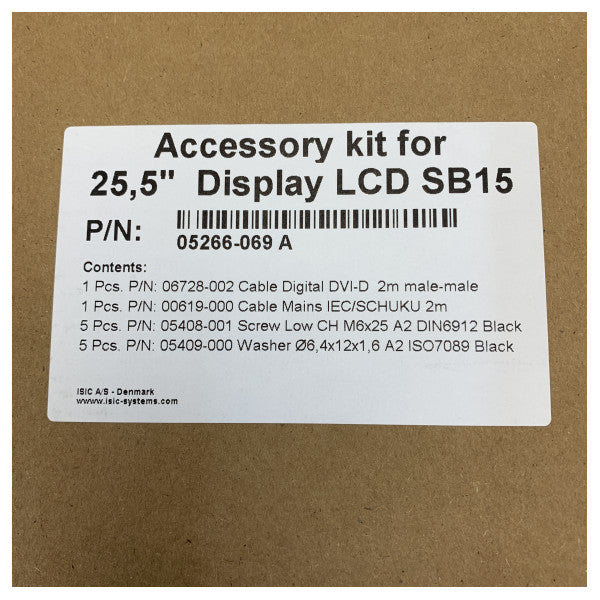 Accessory kit for
25,5" Display LCD SB15
P/N:
05266-069 A
Contents:
1 Pcs. P/N: 06728-002 Cable Digital DVI-D 2m male-male
1 Pcs. P/N: 00619-000 Cable Mains IEC/SCHUKU 2m
5 Pcs. P/N: 05408-001 Screw Low CH M6x25 A2 DIN6912 Black
5 Pcs. P/N: 05409-000 Washer Ø6,4x12x1,6 A2 ISO7089 Black
ISIC A/S - Denmark
www.isic-systems.com